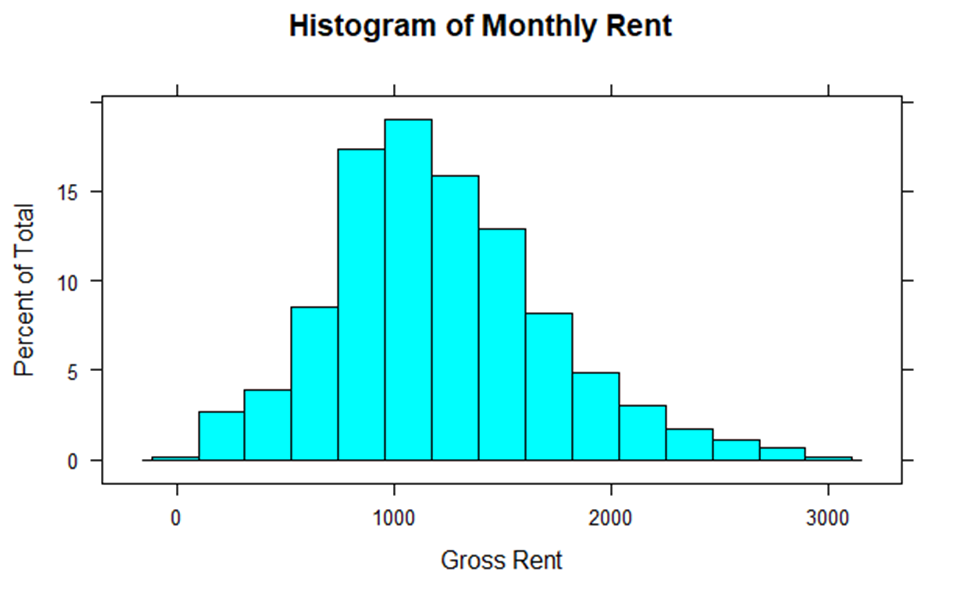 Histogram of Monthly Rent
Percent of Total
15
10
5
0
0 1000 2000 3000
Gross Rent